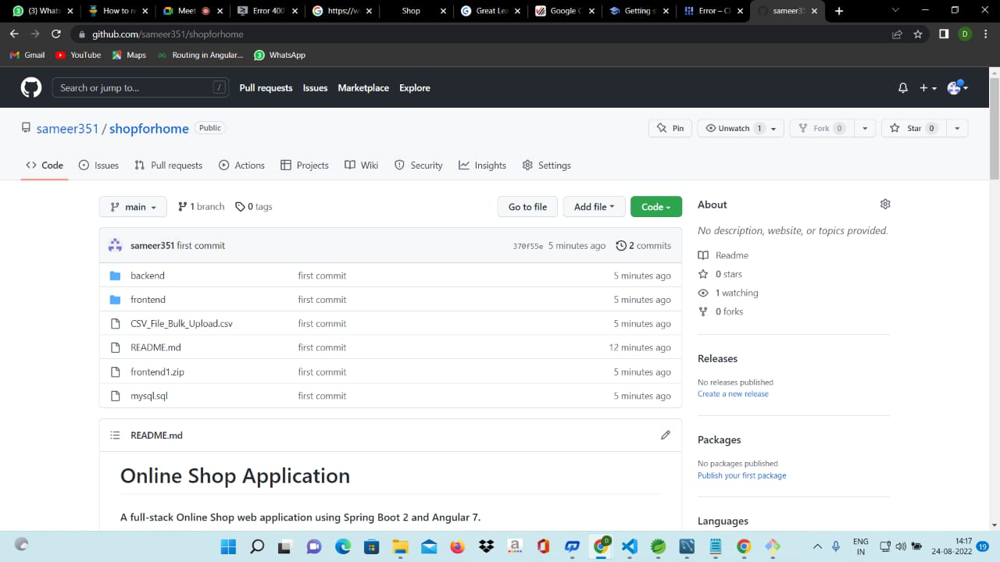 (3) Whats
How to re
Meet
Error 400
https://w
Shop
Great Lea
Google C
Getting s
Error – C
sameer35
github.com/sameer351/shopforhome
D
Gmail
YouTube
Maps
Routing in Angular...
WhatsApp
Search or jump to...
/
Pull requests
Issues
Marketplace
Explore
sameer351 / shopforhome
Public
Pin
Unwatch 1
Fork 0
Star 0
Code
Issues
Pull requests
Actions
Projects
Wiki
Security
Insights
Settings
main
1 branch
0 tags
Go to file
Add file
Code
sameer351 first commit
370f55e 5 minutes ago
2 commits
backend first commit 5 minutes ago
frontend first commit 5 minutes ago
CSV_File_Bulk_Upload.csv first commit 5 minutes ago
README.md first commit 12 minutes ago
frontend1.zip first commit 5 minutes ago
mysql.sql first commit 5 minutes ago
README.md
Online Shop Application
A full-stack Online Shop web application using Spring Boot 2 and Angular 7.
About
No description, website, or topics provided.
Readme
0 stars
1 watching
0 forks
Releases
No releases published
Create a new release
Packages
No packages published
Publish your first package
Languages
ENG
IN
14:17
24-08-2022
19